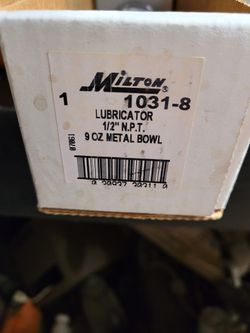 MILTON®
1 1031-8
LUBRICATOR
1/2" N.P.T.
9 OZ METAL BOWL